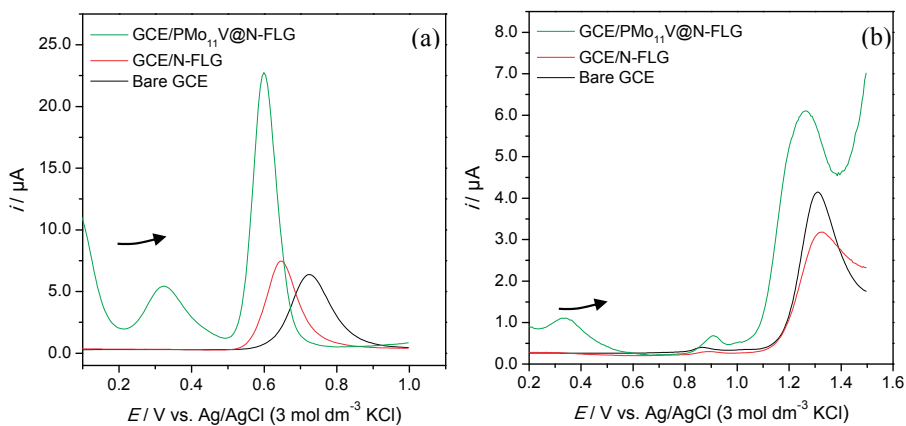 (a)
GCE/PMo₁₁V@N-FLG
GCE/N-FLG
Bare GCE
25.0
20.0
15.0
10.0
5.0
0.0
i / µA
0.2 0.4 0.6 0.8 1.0
E / V vs. Ag/AgCl (3 mol dm⁻³ KCl)
(b)
GCE/PMo₁₁V@N-FLG
GCE/N-FLG
Bare GCE
8.0
7.0
6.0
5.0
4.0
3.0
2.0
1.0
0.0
i / µA
0.2 0.4 0.6 0.8 1.0 1.2 1.4 1.6
E / V vs. Ag/AgCl (3 mol dm⁻³ KCl)